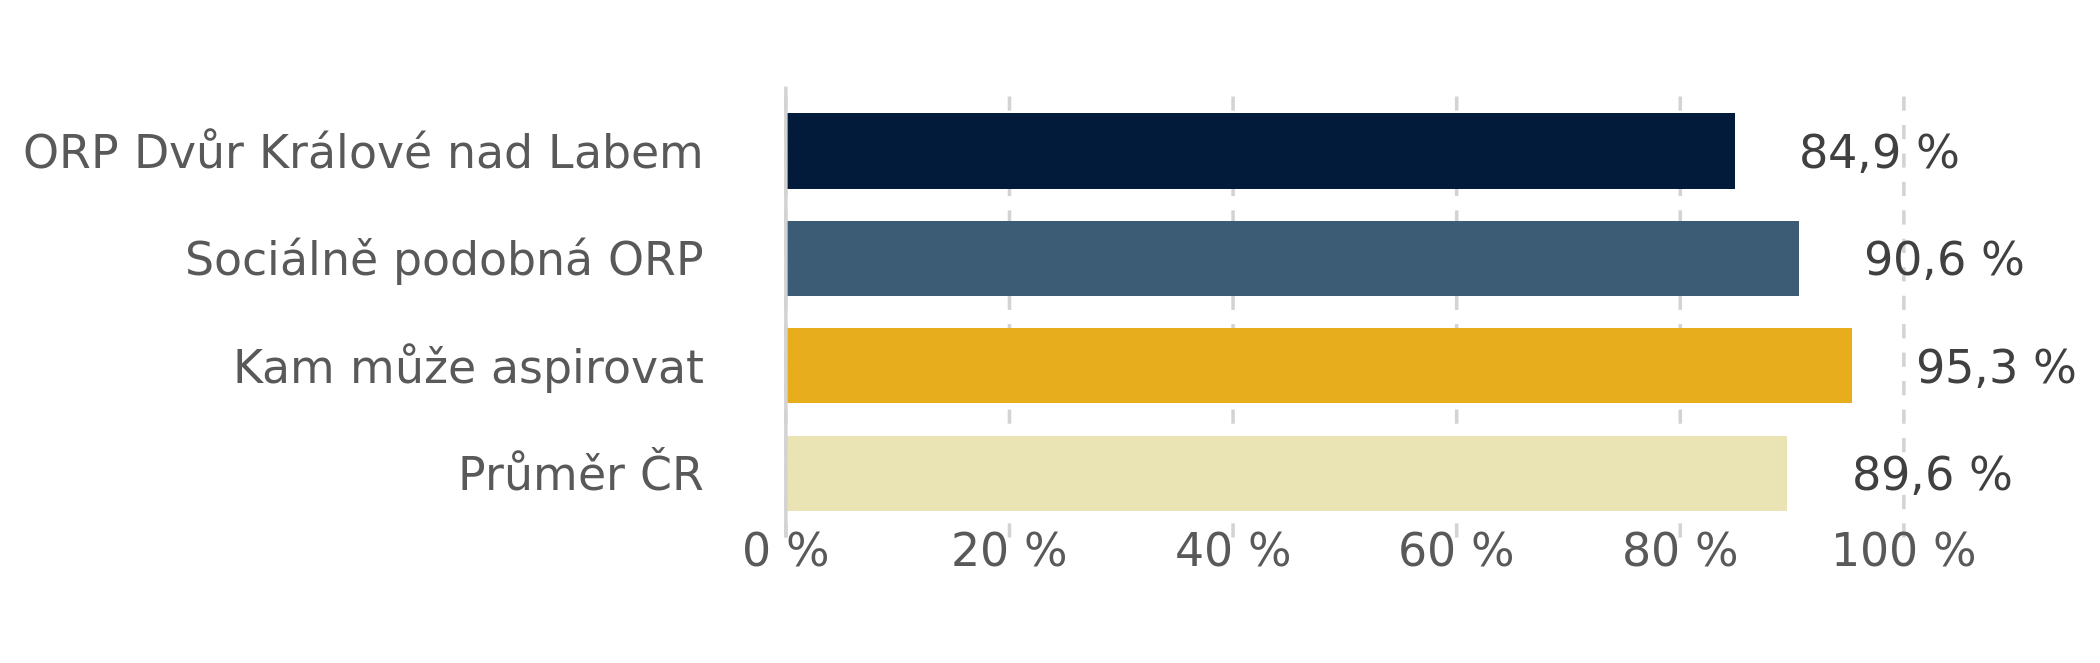 ORP Dvůr Králové nad Labem 84,9 %
Sociálně podobná ORP 90,6 %
Kam může aspirovat 95,3 %
Průměr ČR 89,6 %
0 % 20 % 40 % 60 % 80 % 100 %